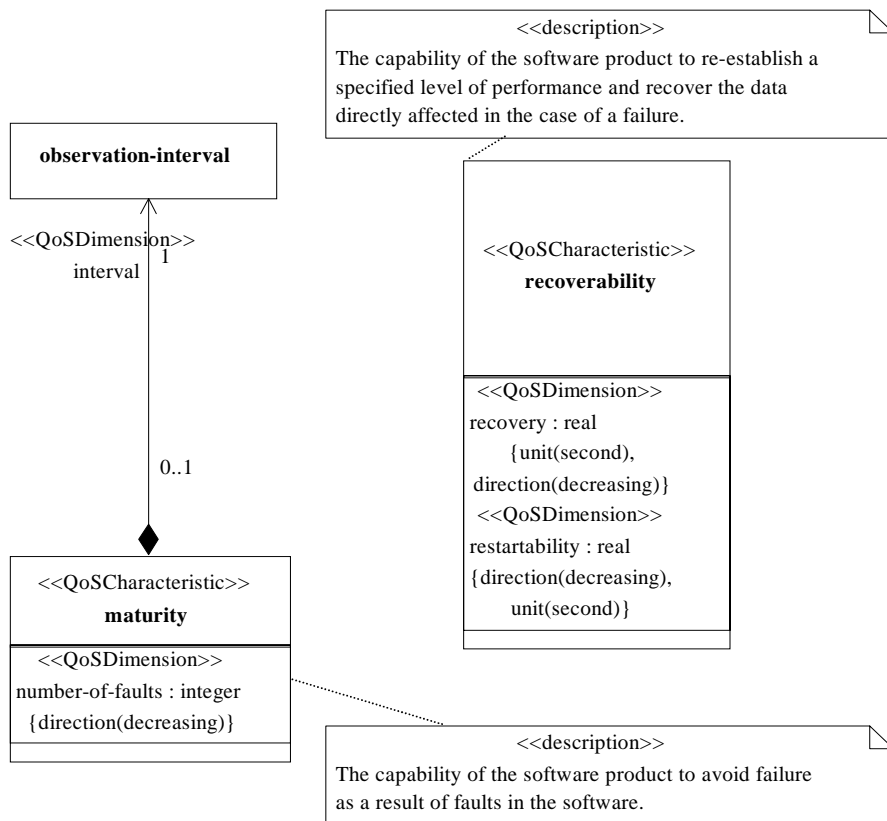 <<description>>
The capability of the software product to re-establish a
specified level of performance and recover the data
directly affected in the case of a failure.
observation-interval
<<QoSDimension>>
interval
1
0..1
<<QoSCharacteristic>>
recoverability
<<QoSDimension>>
recovery : real
{unit(second),
direction(decreasing)}
<<QoSDimension>>
restartability : real
{direction(decreasing),
unit(second)}
<<QoSCharacteristic>>
maturity
<<QoSDimension>>
number-of-faults : integer
{direction(decreasing)}
<<description>>
The capability of the software product to avoid failure
as a result of faults in the software.